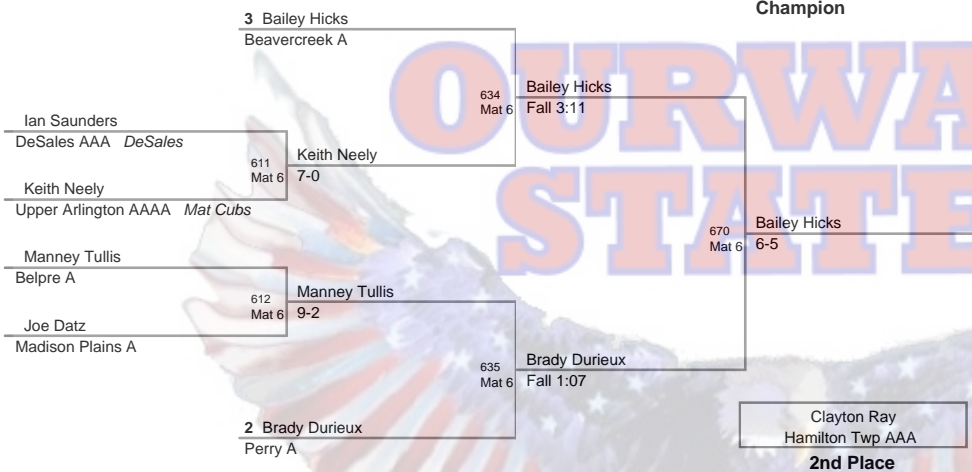 Champion
3 Bailey Hicks
Beavercreek A
OURWA
STATE
634
Mat 6
Bailey Hicks
Fall 3:11
Ian Saunders
DeSales AAA DeSales
611
Mat 6
Keith Neely
7-0
Keith Neely
Upper Arlington AAAA Mat Cubs
670
Mat 6
Bailey Hicks
6-5
Manney Tullis
Belpre A
612
Mat 6
Manney Tullis
9-2
Joe Datz
Madison Plains A
635
Mat 6
Brady Durieux
Fall 1:07
2 Brady Durieux
Perry A
Clayton Ray
Hamilton Twp AAA
2nd Place